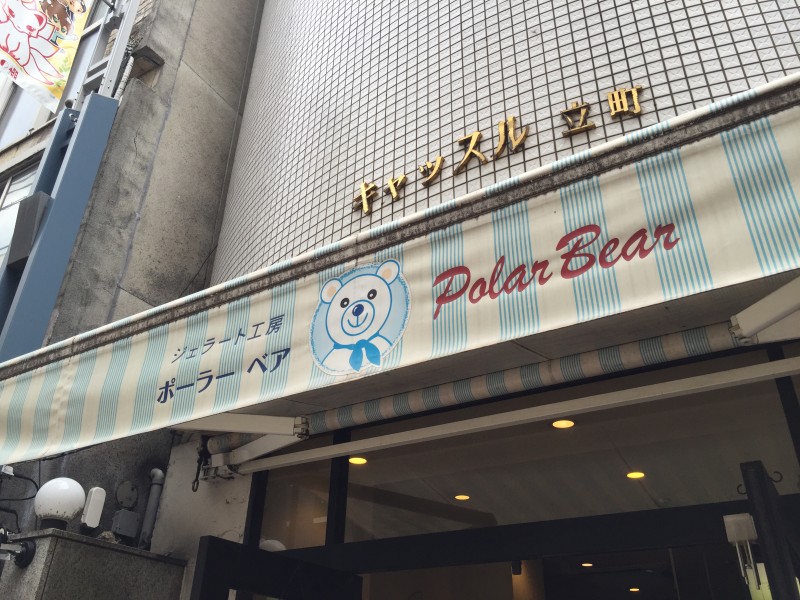 キャッスル 立町
ジェラート工房
ポーラー ベア
Polar Bear